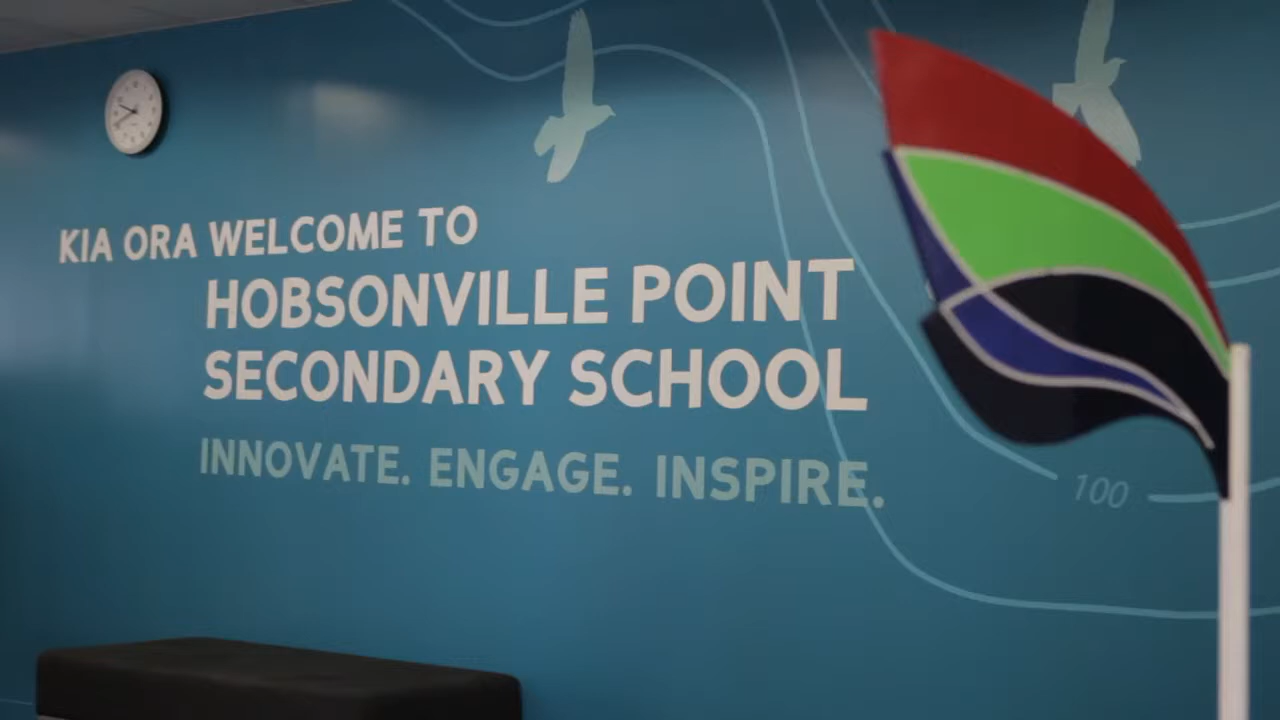 KIA ORA WELCOME TO
HOBSONVILLE POINT
SECONDARY SCHOOL
INNOVATE. ENGAGE. INSPIRE.
100